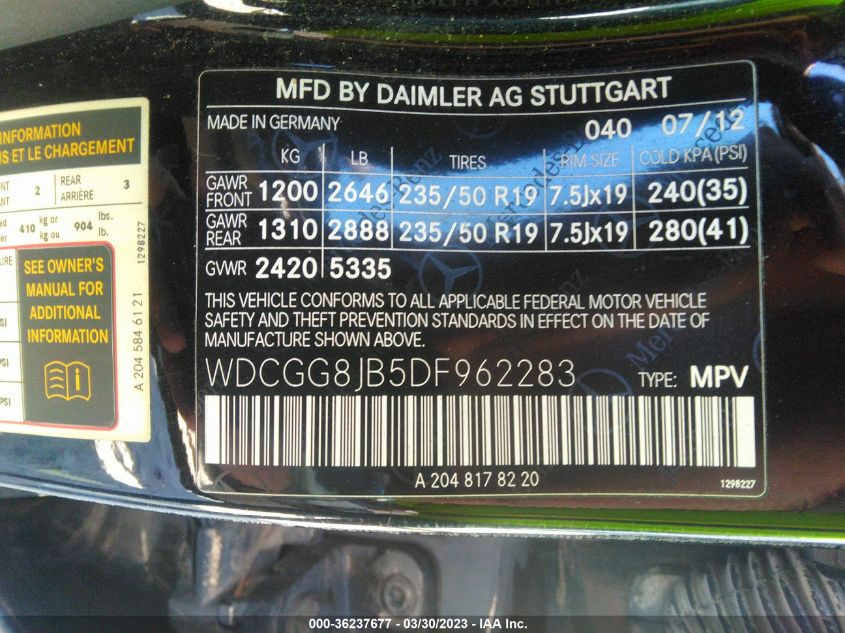 INFORMATION
US ET LE CHARGEMENT
2 REAR ARRIÈRE 3
410 kg or kg ou 904 lbs. lb.
SEE OWNER'S
MANUAL FOR
ADDITIONAL
INFORMATION
PSI
A 204 584 61 21
1298227
MFD BY DAIMLER AG STUTTGART
MADE IN GERMANY 040 07/12
KG LB TIRES RIM SIZE COLD KPA(PSI)
GAWR FRONT 1200 2646 235/50 R19 7.5Jx19 240(35)
GAWR REAR 1310 2888 235/50 R19 7.5Jx19 280(41)
GVWR 2420 5335
THIS VEHICLE CONFORMS TO ALL APPLICABLE FEDERAL MOTOR VEHICLE
SAFETY AND THEFT PREVENTION STANDARDS IN EFFECT ON THE DATE OF
MANUFACTURE SHOWN ABOVE.
WDCGG8JB5DF962283 TYPE: MPV
A 204 817 82 20
1298227
Mercedes-Benz
000-36237677 - 03/30/2023 - IAA Inc.